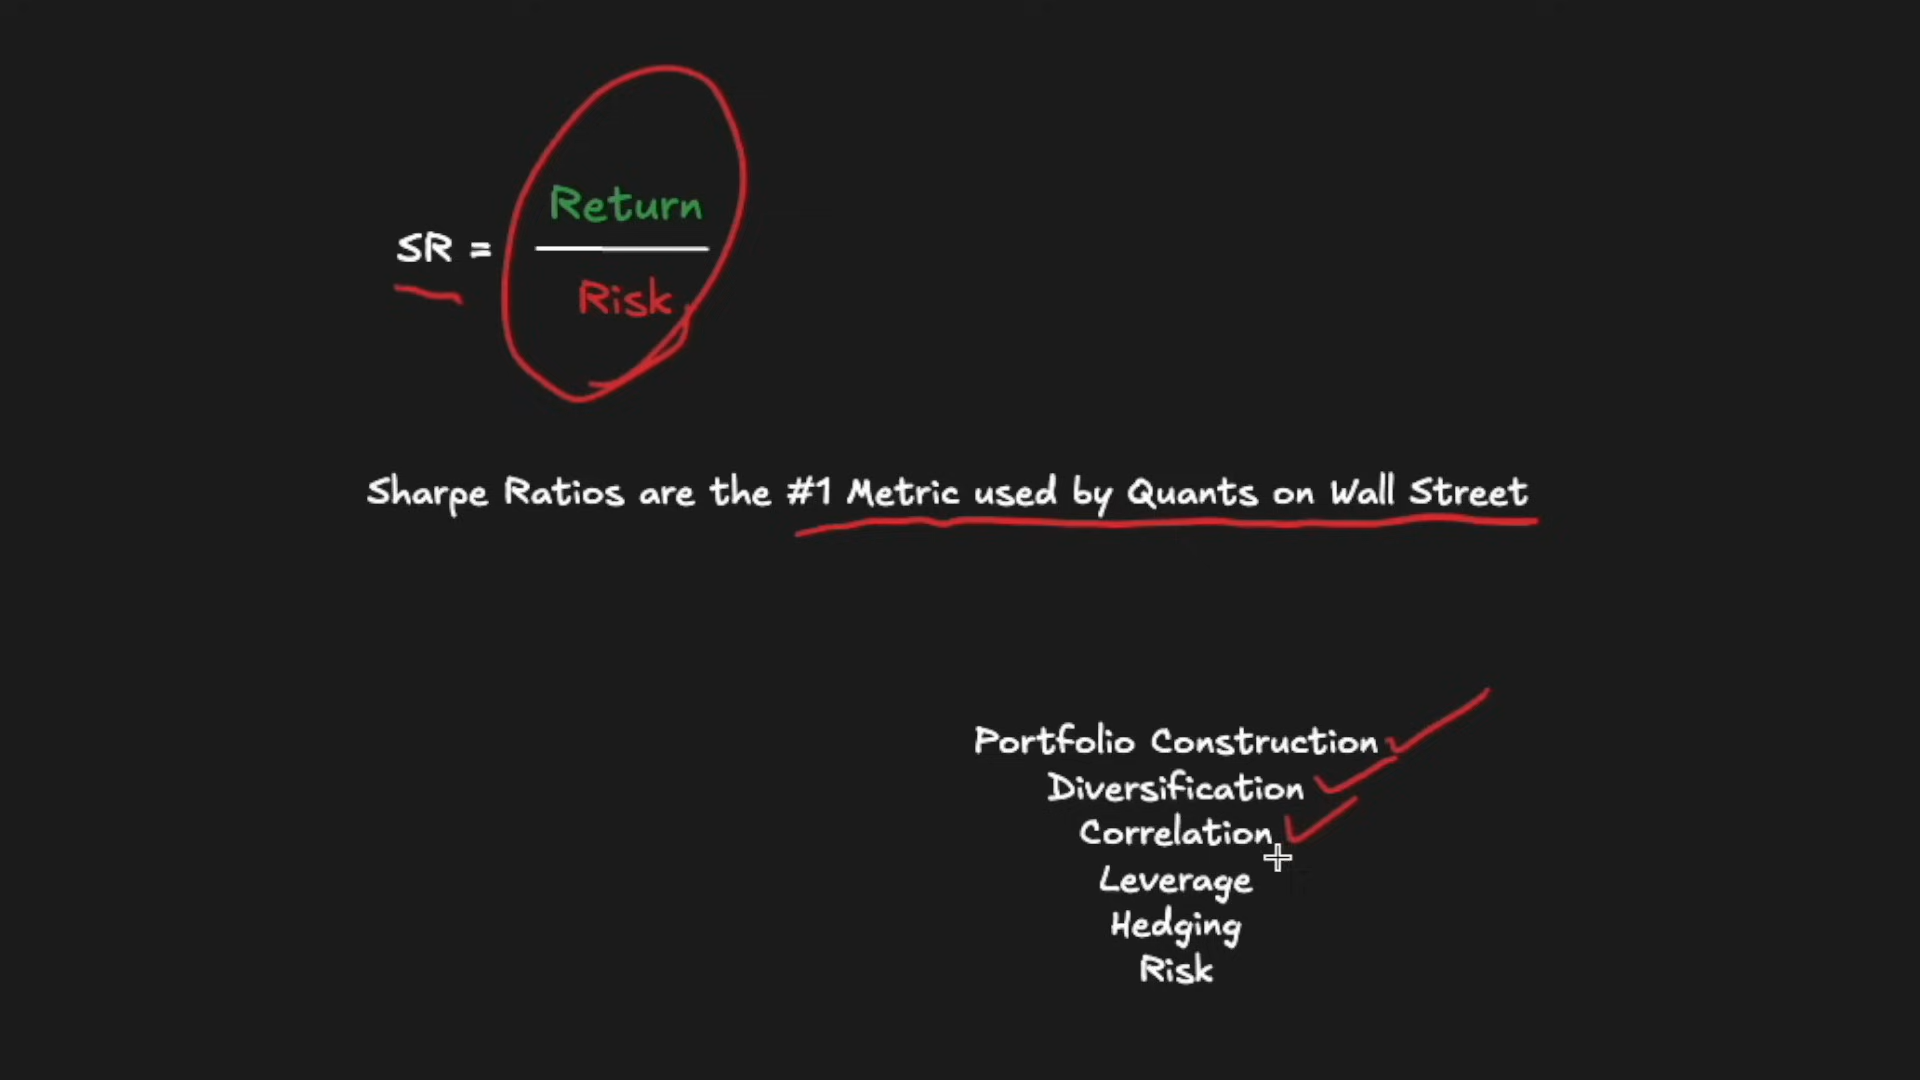 Return
SR =
Risk
Sharpe Ratios are the #1 Metric used by Quants on Wall Street
Portfolio Construction
Diversification
Correlation
Leverage
Hedging
Risk